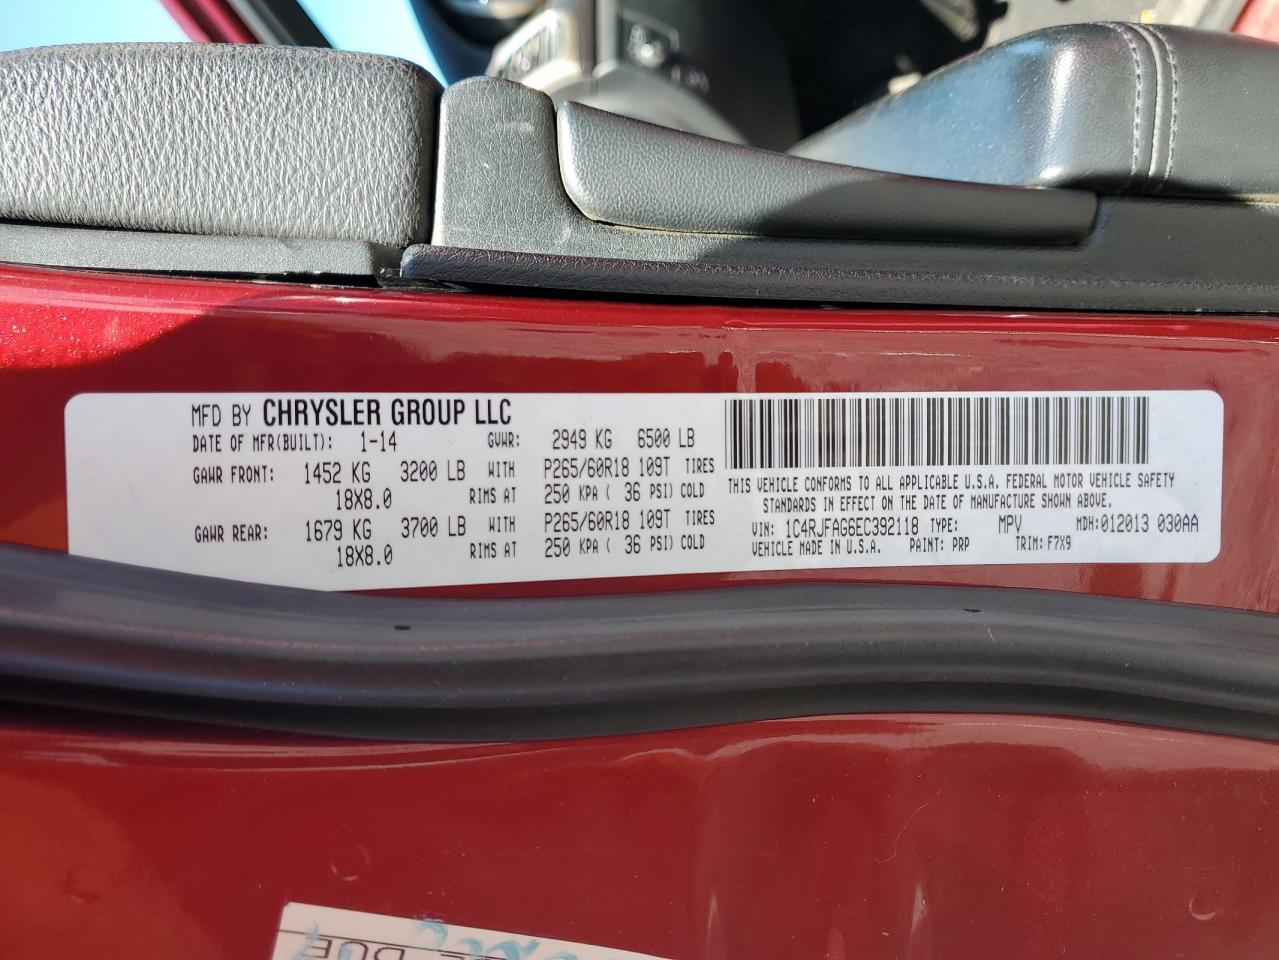 MFD BY CHRYSLER GROUP LLC
DATE OF MFR(BUILT): 1-14 GVWR: 2949 KG 6500 LB
GAWR FRONT: 1452 KG 3200 LB WITH P265/60R18 109T TIRES
18X8.0 RIMS AT 250 KPA ( 36 PSI) COLD
GAWR REAR: 1679 KG 3700 LB WITH P265/60R18 109T TIRES
18X8.0 RIMS AT 250 KPA ( 36 PSI) COLD
THIS VEHICLE CONFORMS TO ALL APPLICABLE U.S.A. FEDERAL MOTOR VEHICLE SAFETY
STANDARDS IN EFFECT ON THE DATE OF MANUFACTURE SHOWN ABOVE.
VIN: 1C4RJFAG6EC392118 TYPE: MPV MDH:012013 030AA
VEHICLE MADE IN U.S.A. PAINT: PRP TRIM: F7X9
DUE